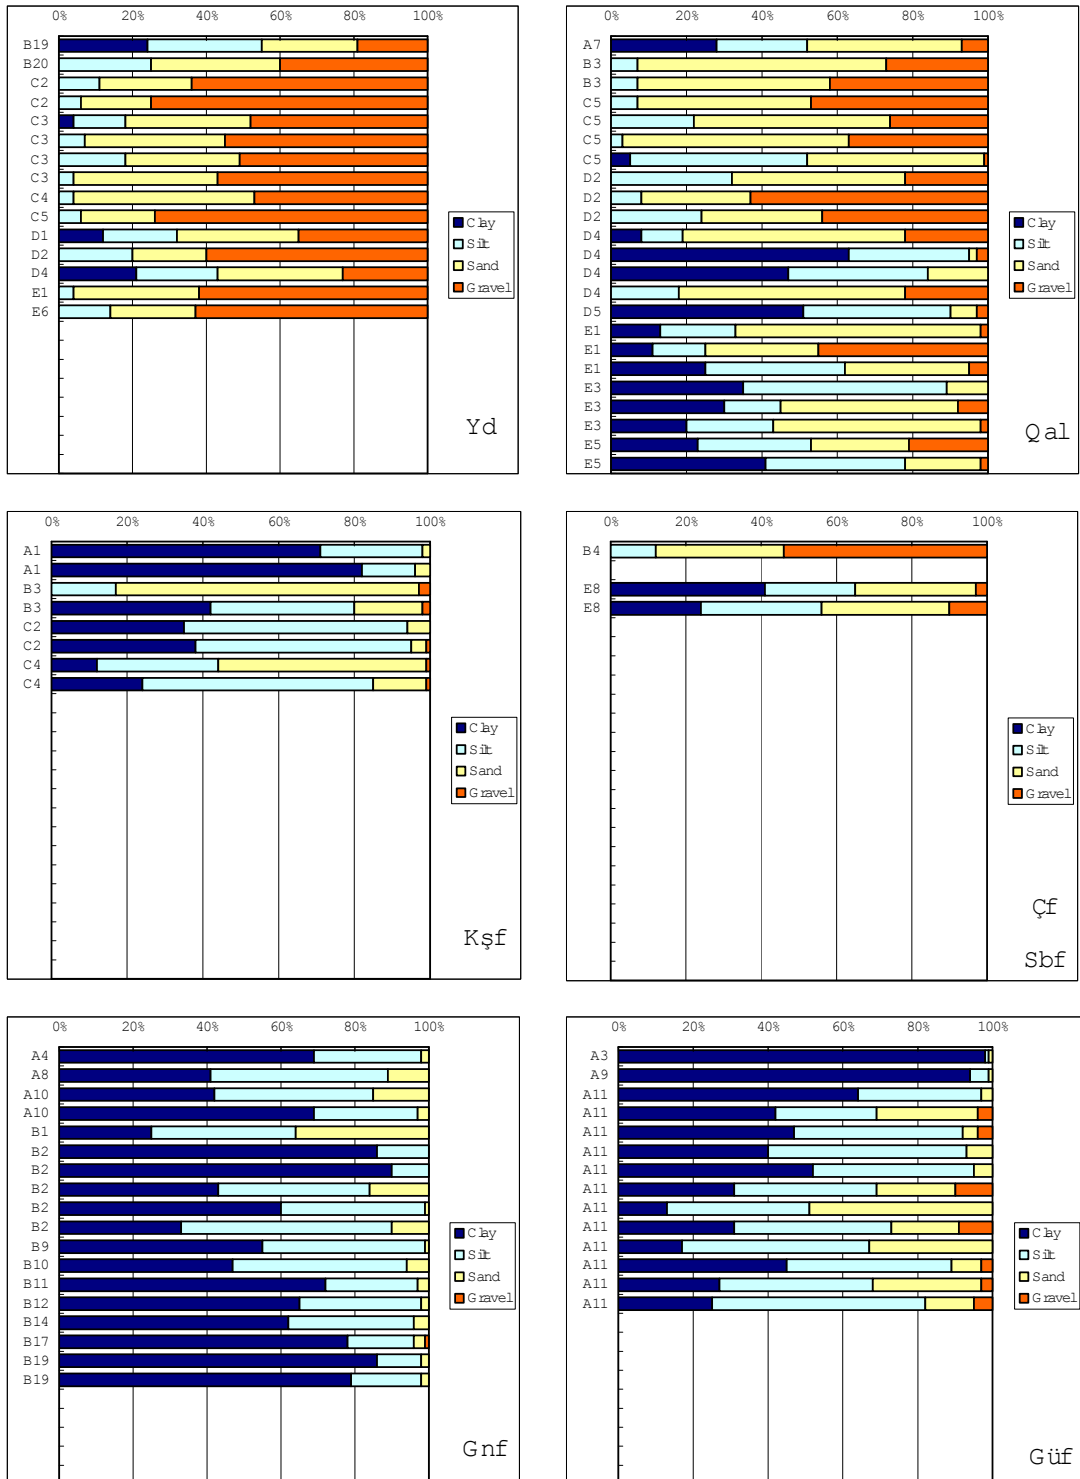 0% 20% 40% 60% 80% 100%
B19
B20
C2
C2
C3
C3
C3
C3
C4
C5
D1
D2
D4
E1
E6
Clay
Silt
Sand
Gravel
Yd
0% 20% 40% 60% 80% 100%
A7
B3
B3
C5
C5
C5
C5
D2
D2
D2
D4
D4
D4
D4
D5
E1
E1
E1
E3
E3
E3
E5
E5
Clay
Silt
Sand
Gravel
Qal
0% 20% 40% 60% 80% 100%
A1
A1
B3
B3
C2
C2
C4
C4
Clay
Silt
Sand
Gravel
Kşf
0% 20% 40% 60% 80% 100%
B4
E8
E8
Clay
Silt
Sand
Gravel
Çf
Sbf
0% 20% 40% 60% 80% 100%
A4
A8
A10
A10
B1
B2
B2
B2
B2
B2
B9
B10
B11
B12
B14
B17
B19
B19
Clay
Silt
Sand
Gravel
Gnf
0% 20% 40% 60% 80% 100%
A3
A9
A11
A11
A11
A11
A11
A11
A11
A11
A11
A11
A11
A11
Clay
Silt
Sand
Gravel
Güf